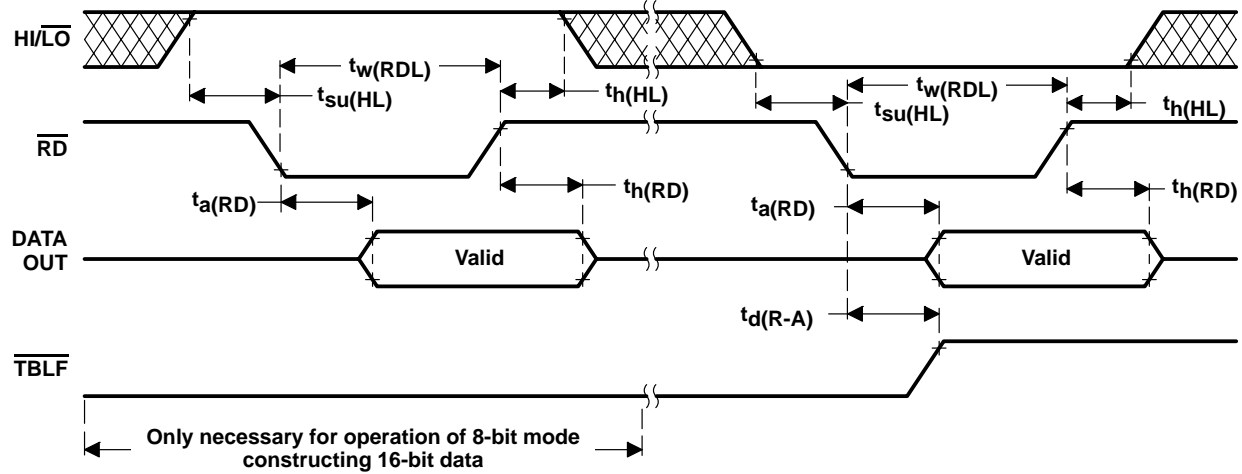 HI/LO
tw(RDL)
tsu(HL)
th(HL)
tw(RDL)
tsu(HL)
th(HL)
RD
ta(RD)
th(RD)
ta(RD)
th(RD)
DATA
OUT
Valid
Valid
td(R-A)
TBLF
Only necessary for operation of 8-bit mode
constructing 16-bit data